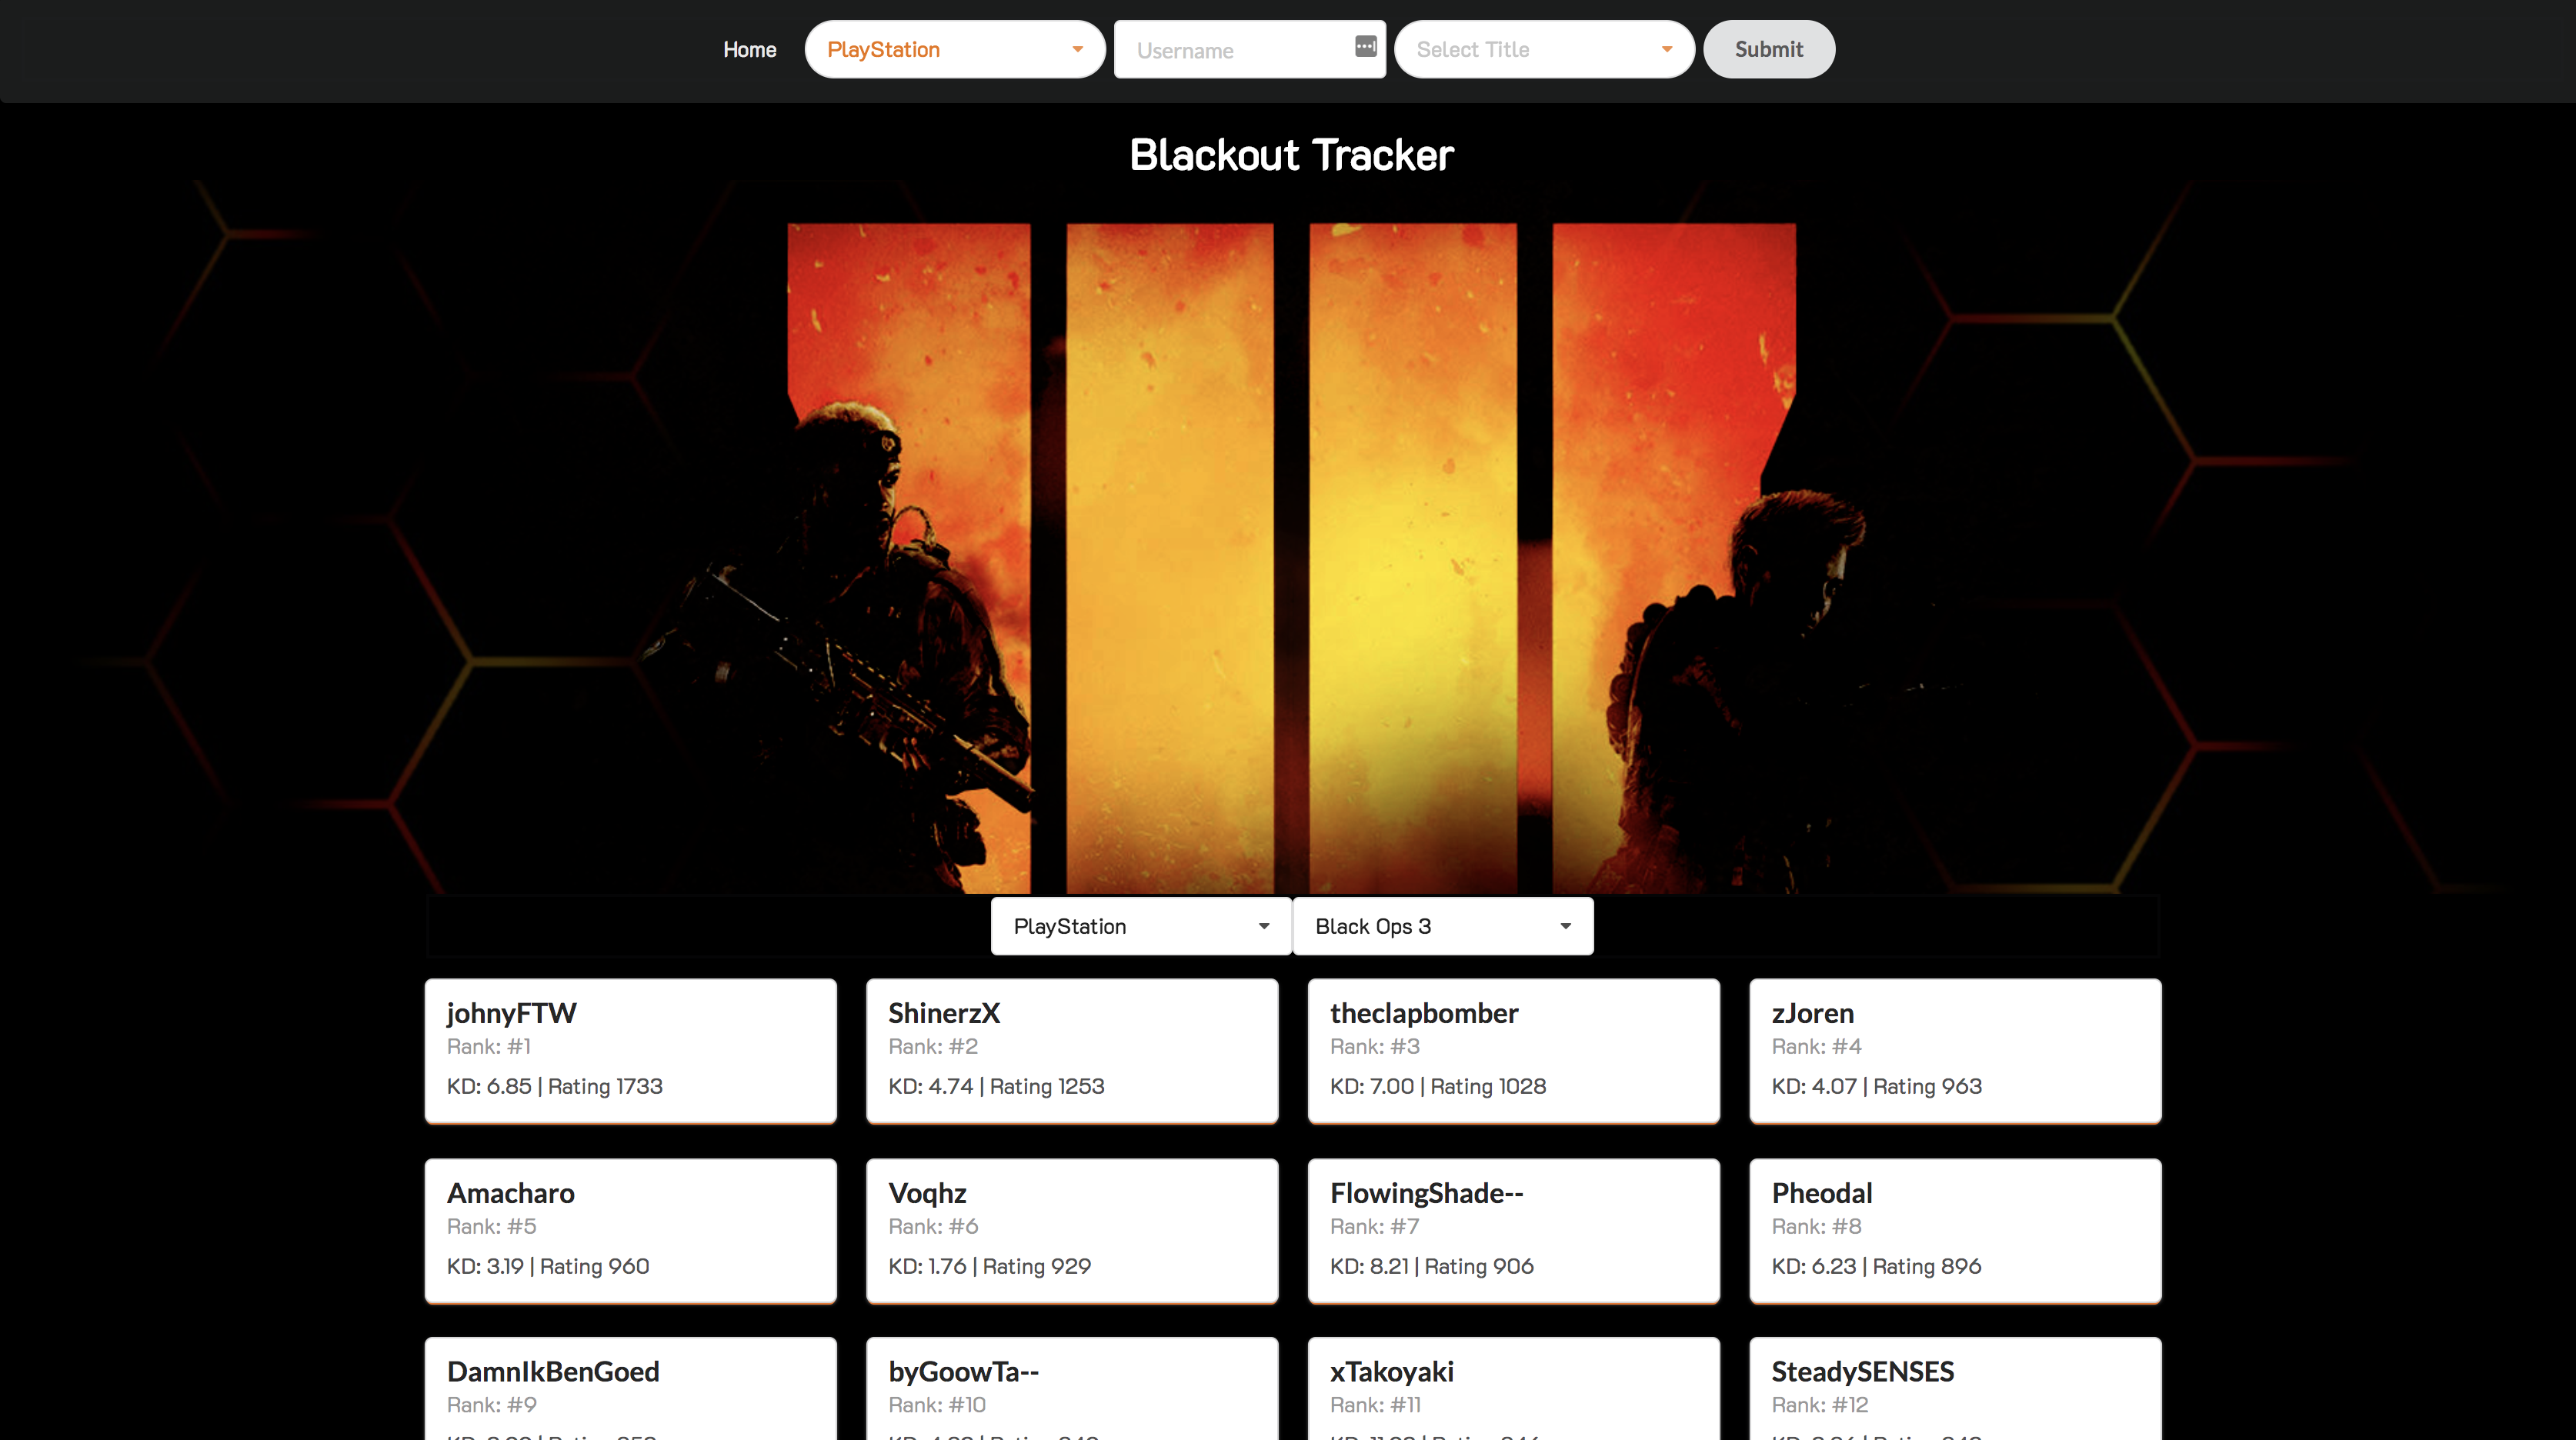 Home PlayStation Username Select Title Submit
Blackout Tracker
PlayStation Black Ops 3
johnyFTW
Rank: #1
KD: 6.85 | Rating 1733
ShinerzX
Rank: #2
KD: 4.74 | Rating 1253
theclapbomber
Rank: #3
KD: 7.00 | Rating 1028
zJoren
Rank: #4
KD: 4.07 | Rating 963
Amacharo
Rank: #5
KD: 3.19 | Rating 960
Voqhz
Rank: #6
KD: 1.76 | Rating 929
FlowingShade--
Rank: #7
KD: 8.21 | Rating 906
Pheodal
Rank: #8
KD: 6.23 | Rating 896
DamnIkBenGoed
Rank: #9
byGoowTa--
Rank: #10
xTakoyaki
Rank: #11
SteadySENSES
Rank: #12